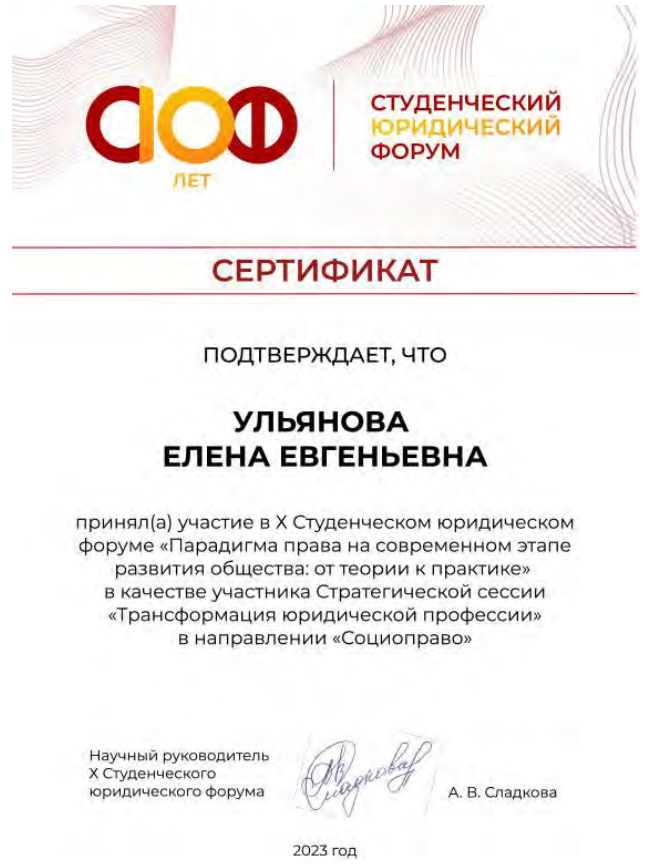 СЮФ
ЛЕТ
СТУДЕНЧЕСКИЙ
ЮРИДИЧЕСКИЙ
ФОРУМ
СЕРТИФИКАТ
ПОДТВЕРЖДАЕТ, ЧТО
УЛЬЯНОВА
ЕЛЕНА ЕВГЕНЬЕВНА
принял(а) участие в X Студенческом юридическом
форуме «Парадигма права на современном этапе
развития общества: от теории к практике»
в качестве участника Стратегической сессии
«Трансформация юридической профессии»
в направлении «Социоправо»
Научный руководитель
X Студенческого
юридического форума
А. В. Сладкова
2023 год